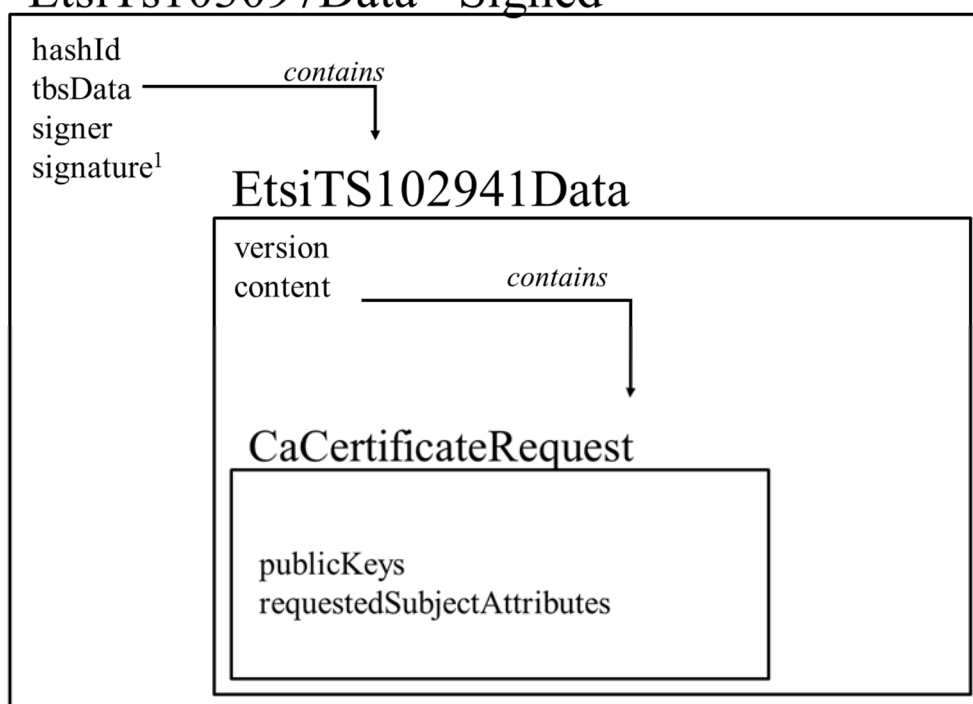 EtsiTs103097Data - Signed
hashId
tbsData
contains
signer
signature¹
EtsiTS102941Data
version
content
contains
CaCertificateRequest
publicKeys
requestedSubjectAttributes